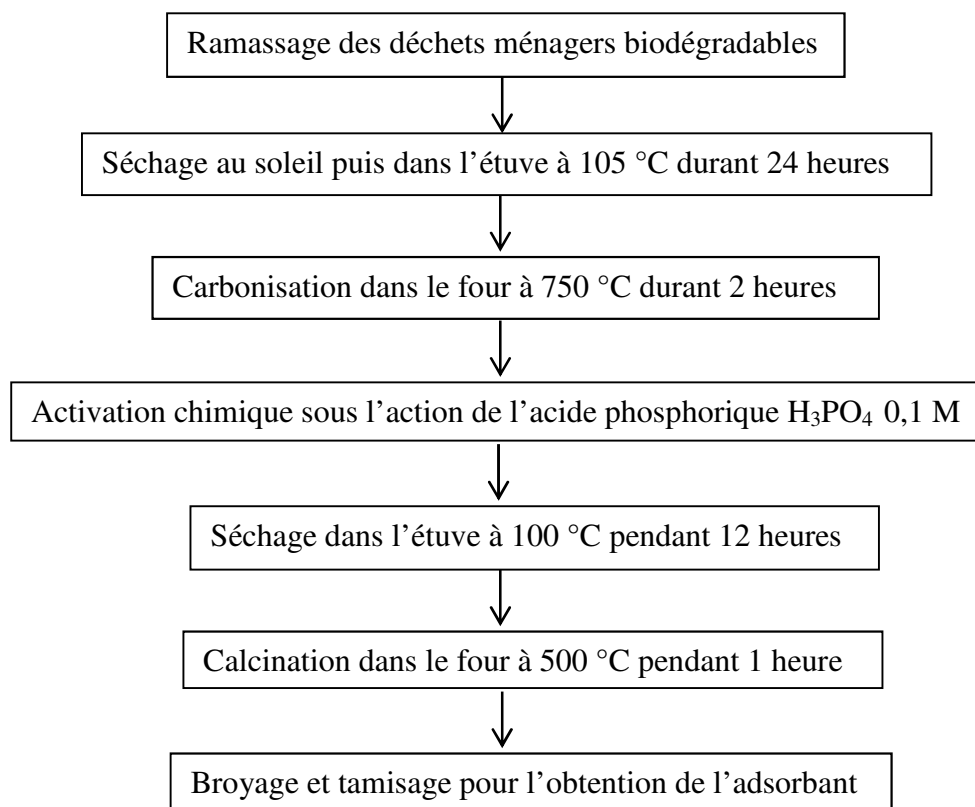 Ramassage des déchets ménagers biodégradables
Séchage au soleil puis dans l’étuve à 105 °C durant 24 heures
Carbonisation dans le four à 750 °C durant 2 heures
Activation chimique sous l’action de l’acide phosphorique H₃PO₄ 0,1 M
Séchage dans l’étuve à 100 °C pendant 12 heures
Calcination dans le four à 500 °C pendant 1 heure
Broyage et tamisage pour l’obtention de l’adsorbant